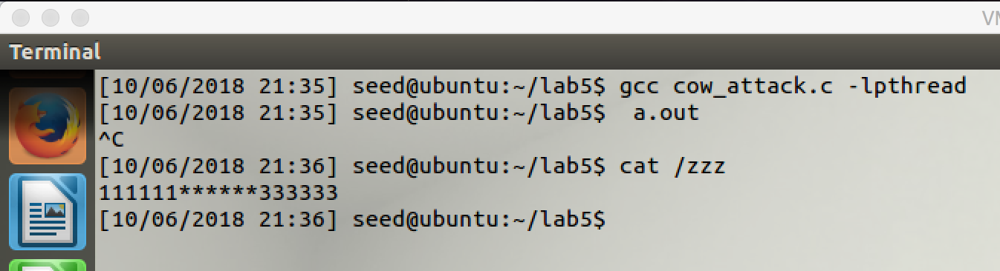 VM
Terminal
[10/06/2018 21:35] seed@ubuntu:~/lab5$ gcc cow_attack.c -lpthread
[10/06/2018 21:35] seed@ubuntu:~/lab5$  a.out
^C
[10/06/2018 21:36] seed@ubuntu:~/lab5$ cat /zzz
111111******333333
[10/06/2018 21:36] seed@ubuntu:~/lab5$